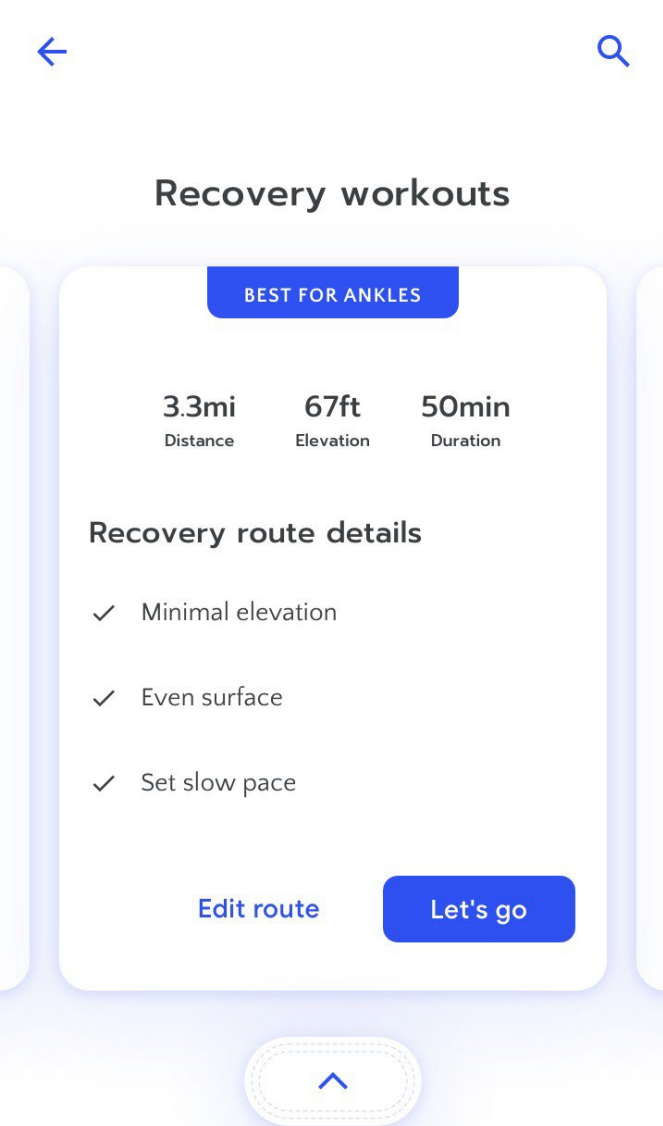 Recovery workouts
BEST FOR ANKLES
3.3mi 67ft 50min
Distance Elevation Duration
Recovery route details
Minimal elevation
Even surface
Set slow pace
Edit route Let's go